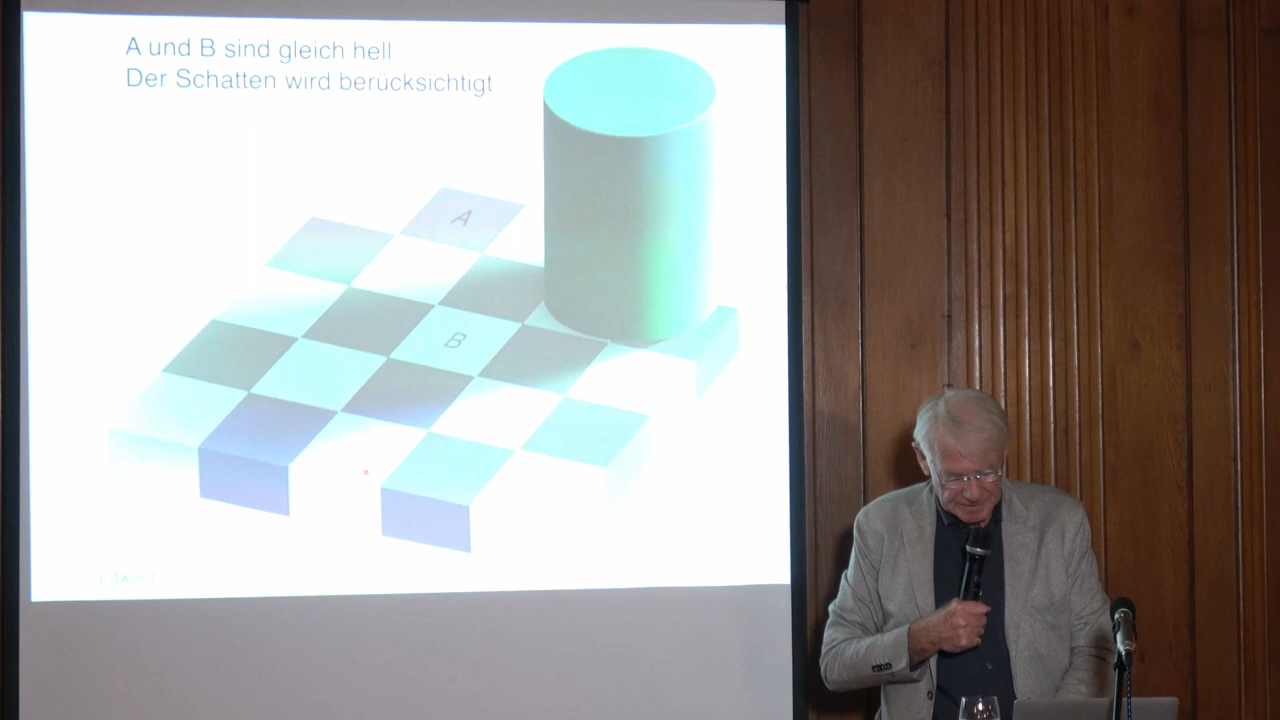 A und B sind gleich hell
Der Schatten wird berücksichtigt
A
B